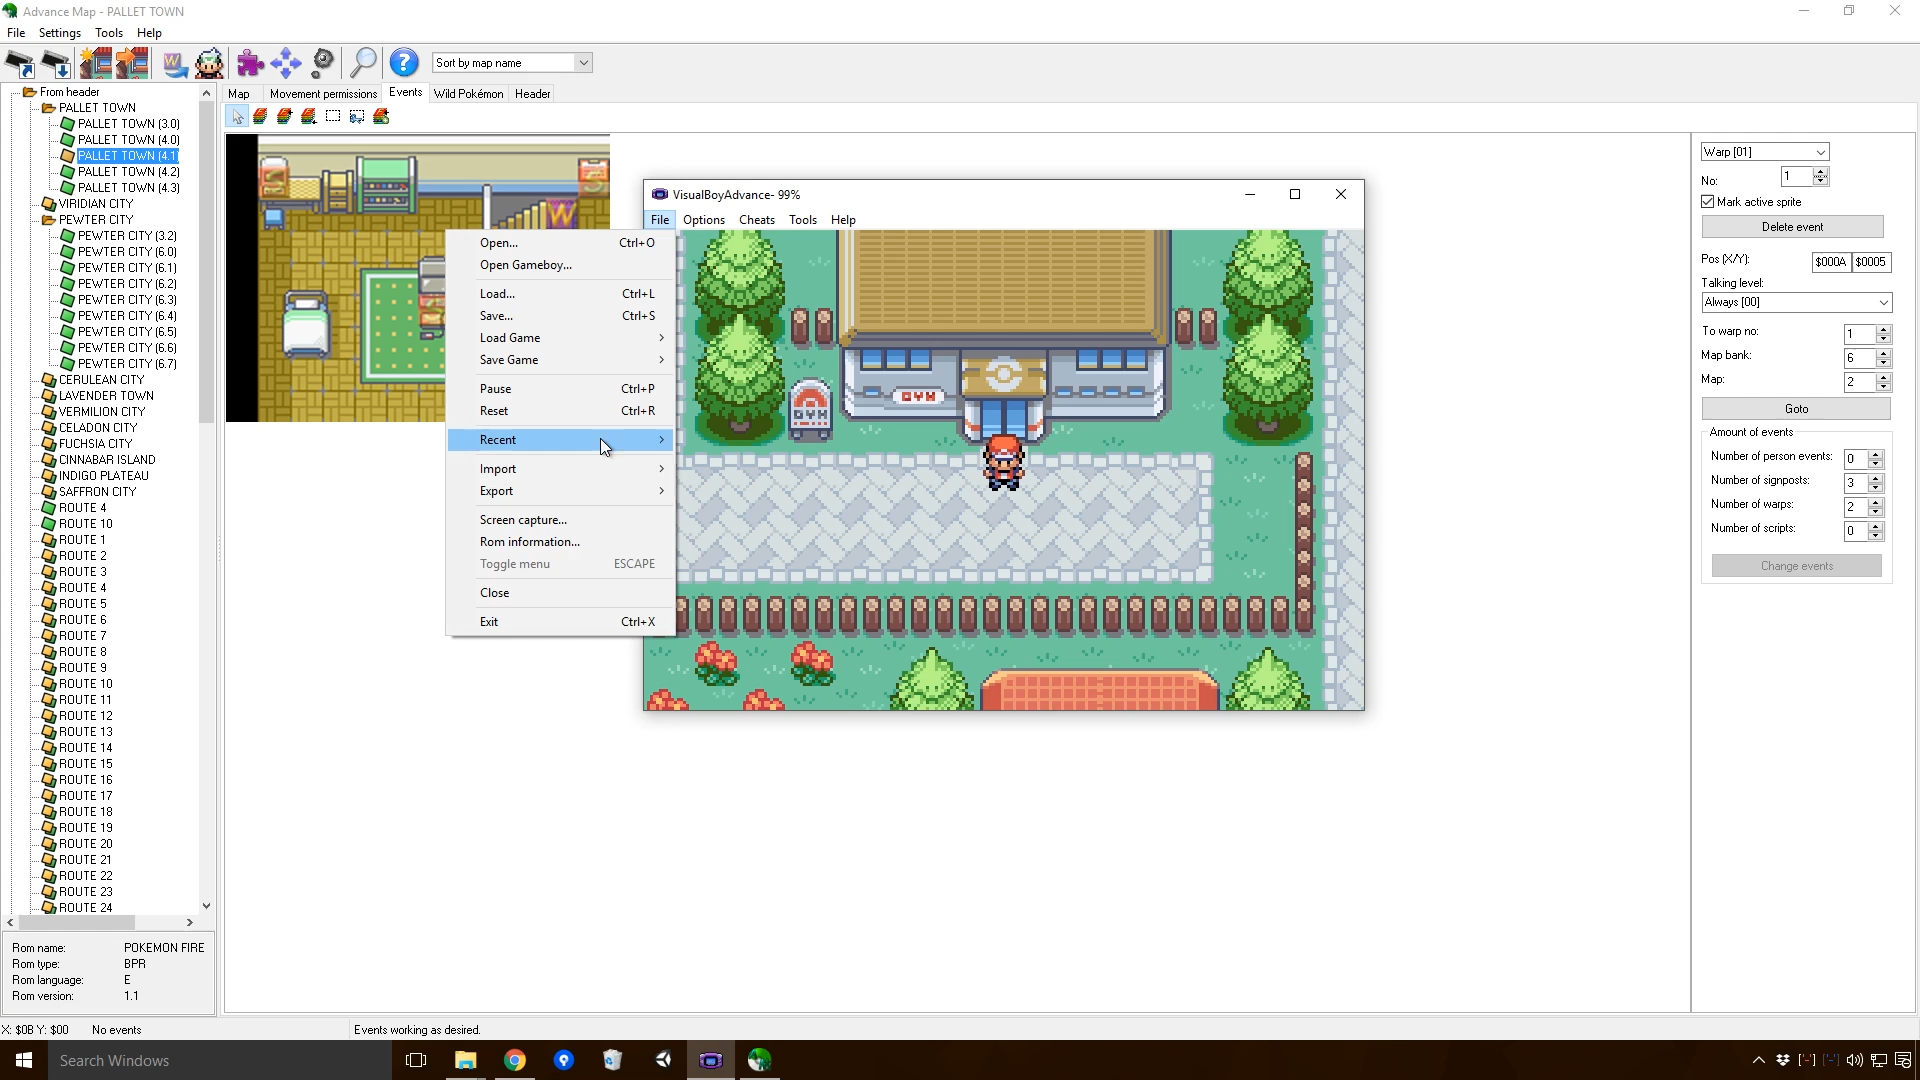 Advance Map - PALLET TOWN
File Settings Tools Help
Sort by map name
Map Movement permissions Events Wild Pokémon Header
From header
PALLET TOWN
PALLET TOWN (3.0)
PALLET TOWN (4.0)
PALLET TOWN (4.1)
PALLET TOWN (4.2)
PALLET TOWN (4.3)
VIRIDIAN CITY
PEWTER CITY
PEWTER CITY (3.2)
PEWTER CITY (6.0)
PEWTER CITY (6.1)
PEWTER CITY (6.2)
PEWTER CITY (6.3)
PEWTER CITY (6.4)
PEWTER CITY (6.5)
PEWTER CITY (6.6)
PEWTER CITY (6.7)
CERULEAN CITY
LAVENDER TOWN
VERMILION CITY
CELADON CITY
FUCHSIA CITY
CINNABAR ISLAND
INDIGO PLATEAU
SAFFRON CITY
ROUTE 4
ROUTE 10
ROUTE 1
ROUTE 2
ROUTE 3
ROUTE 4
ROUTE 5
ROUTE 6
ROUTE 7
ROUTE 8
ROUTE 9
ROUTE 10
ROUTE 11
ROUTE 12
ROUTE 13
ROUTE 14
ROUTE 15
ROUTE 16
ROUTE 17
ROUTE 18
ROUTE 19
ROUTE 20
ROUTE 21
ROUTE 22
ROUTE 23
ROUTE 24
Rom name: POKEMON FIRE
Rom type: BPR
Rom language: E
Rom version: 1.1
W
S
VisualBoyAdvance- 99%
File Options Cheats Tools Help
Open... Ctrl+O
Open Gameboy...
Load... Ctrl+L
Save... Ctrl+S
Load Game
Save Game
Pause Ctrl+P
Reset Ctrl+R
Recent
Import
Export
Screen capture...
Rom information...
Toggle menu ESCAPE
Close
Exit Ctrl+X
GYM
GYM
Warp [01]
No: 1
Mark active sprite
Delete event
Pos (X/Y): $000A $0005
Talking level:
Always [00]
To warp no: 1
Map bank: 6
Map: 2
Goto
Amount of events
Number of person events: 0
Number of signposts: 3
Number of warps: 2
Number of scripts: 0
Change events
X: $0B Y: $00 No events Events working as desired.
Search Windows